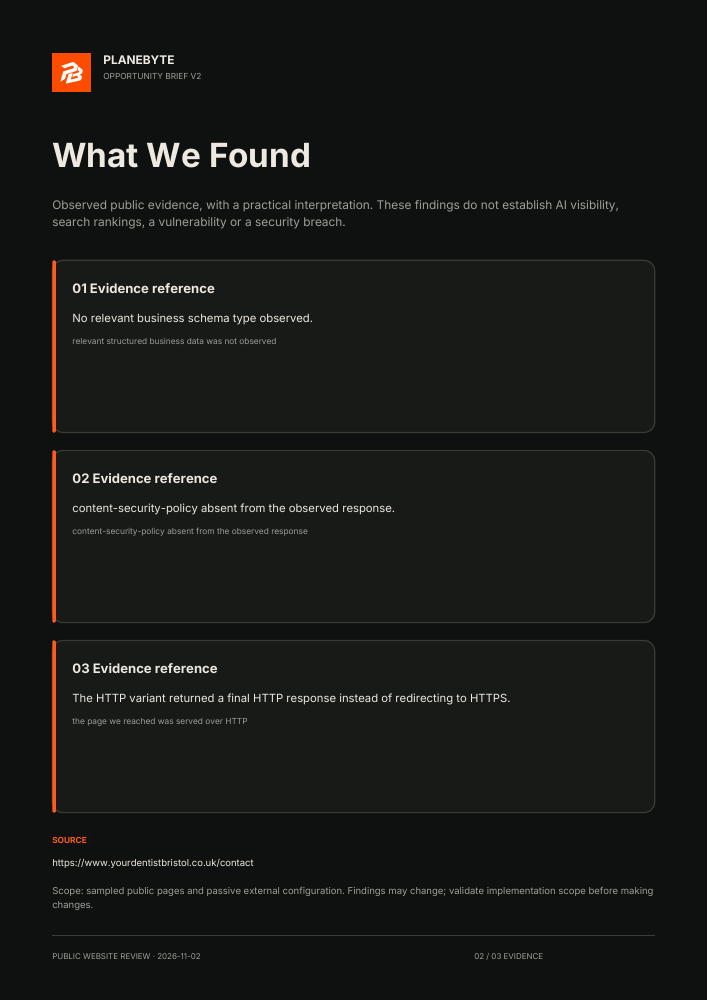 PLANEBYTE
OPPORTUNITY BRIEF V2
What We Found
Observed public evidence, with a practical interpretation. These findings do not establish AI visibility,
search rankings, a vulnerability or a security breach.
01 Evidence reference
No relevant business schema type observed.
relevant structured business data was not observed
02 Evidence reference
content-security-policy absent from the observed response.
content-security-policy absent from the observed response
03 Evidence reference
The HTTP variant returned a final HTTP response instead of redirecting to HTTPS.
the page we reached was served over HTTP
SOURCE
https://www.yourdentistbristol.co.uk/contact
Scope: sampled public pages and passive external configuration. Findings may change; validate implementation scope before making
changes.
PUBLIC WEBSITE REVIEW · 2026-11-02
02 / 03 EVIDENCE